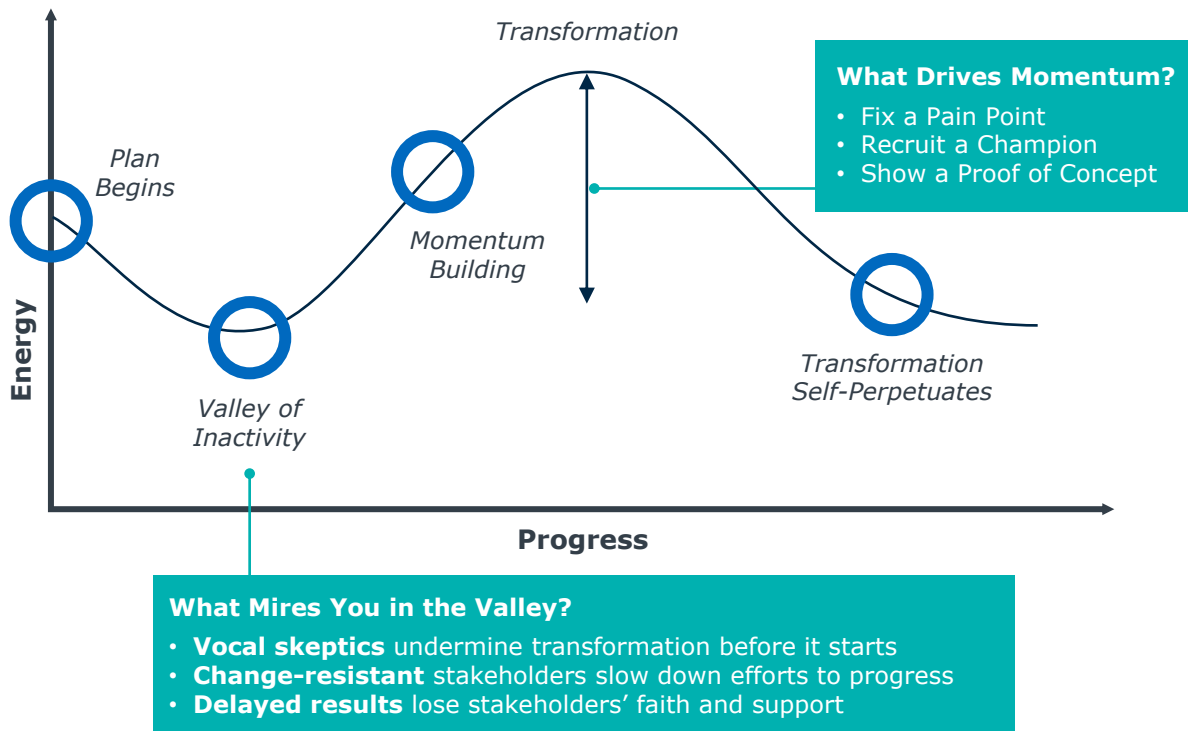 Transformation
What Drives Momentum?
• Fix a Pain Point
• Recruit a Champion
• Show a Proof of Concept
Plan
Begins
Momentum
Building
Energy
Transformation
Self-Perpetuates
Valley of
Inactivity
Progress
What Mires You in the Valley?
• Vocal skeptics undermine transformation before it starts
• Change-resistant stakeholders slow down efforts to progress
• Delayed results lose stakeholders’ faith and support